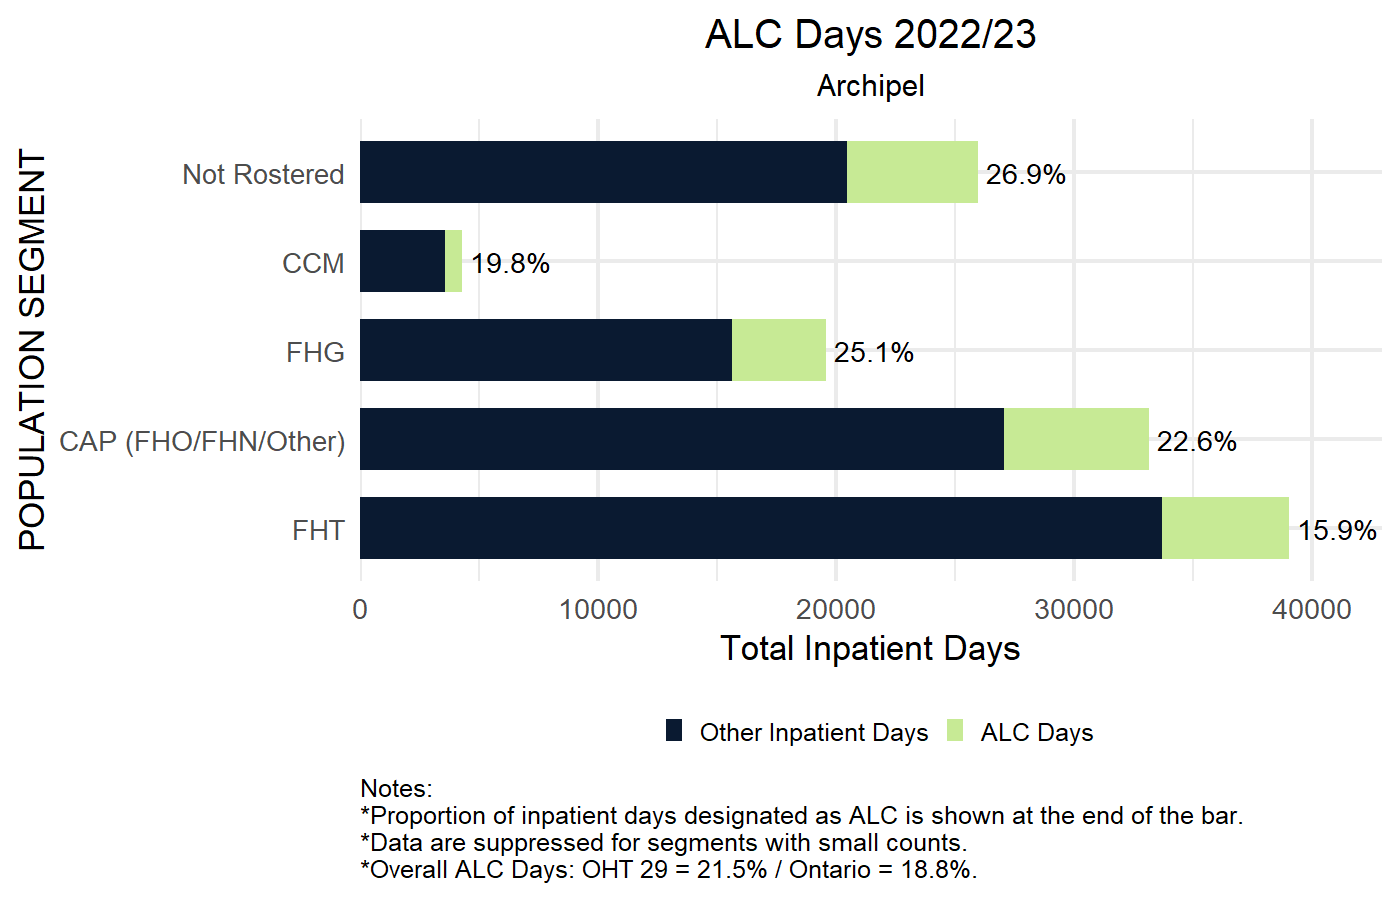 ALC Days 2022/23
Archipel
POPULATION SEGMENT
Not Rostered
26.9%
CCM
19.8%
FHG
25.1%
CAP (FHO/FHN/Other)
22.6%
FHT
15.9%
0 10000 20000 30000 40000
Total Inpatient Days
Other Inpatient Days ALC Days
Notes:
*Proportion of inpatient days designated as ALC is shown at the end of the bar.
*Data are suppressed for segments with small counts.
*Overall ALC Days: OHT 29 = 21.5% / Ontario = 18.8%.